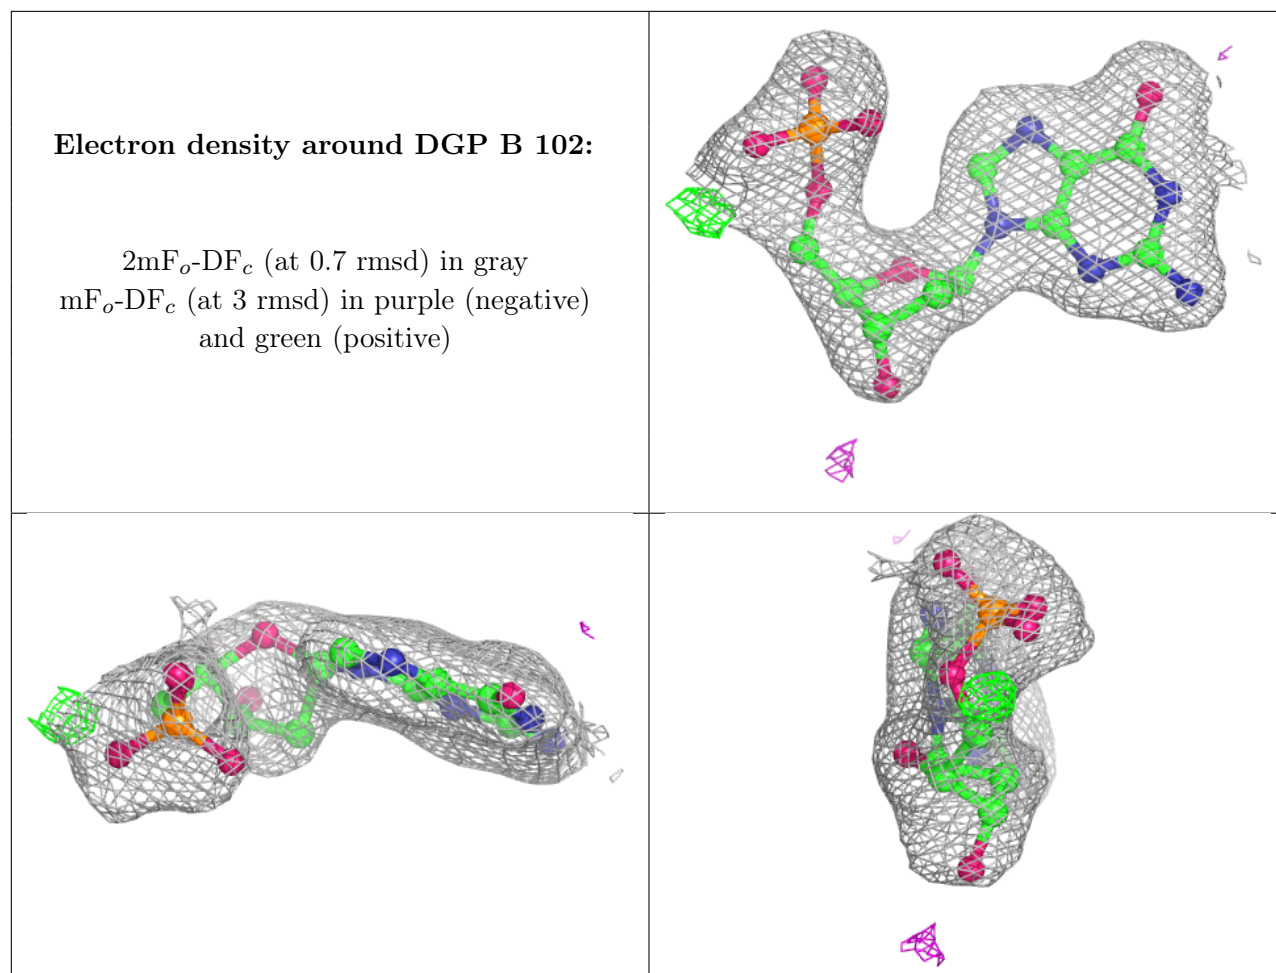 Electron density around DGP B 102:
2mFo-DFc (at 0.7 rmsd) in gray
mFo-DFc (at 3 rmsd) in purple (negative)
and green (positive)